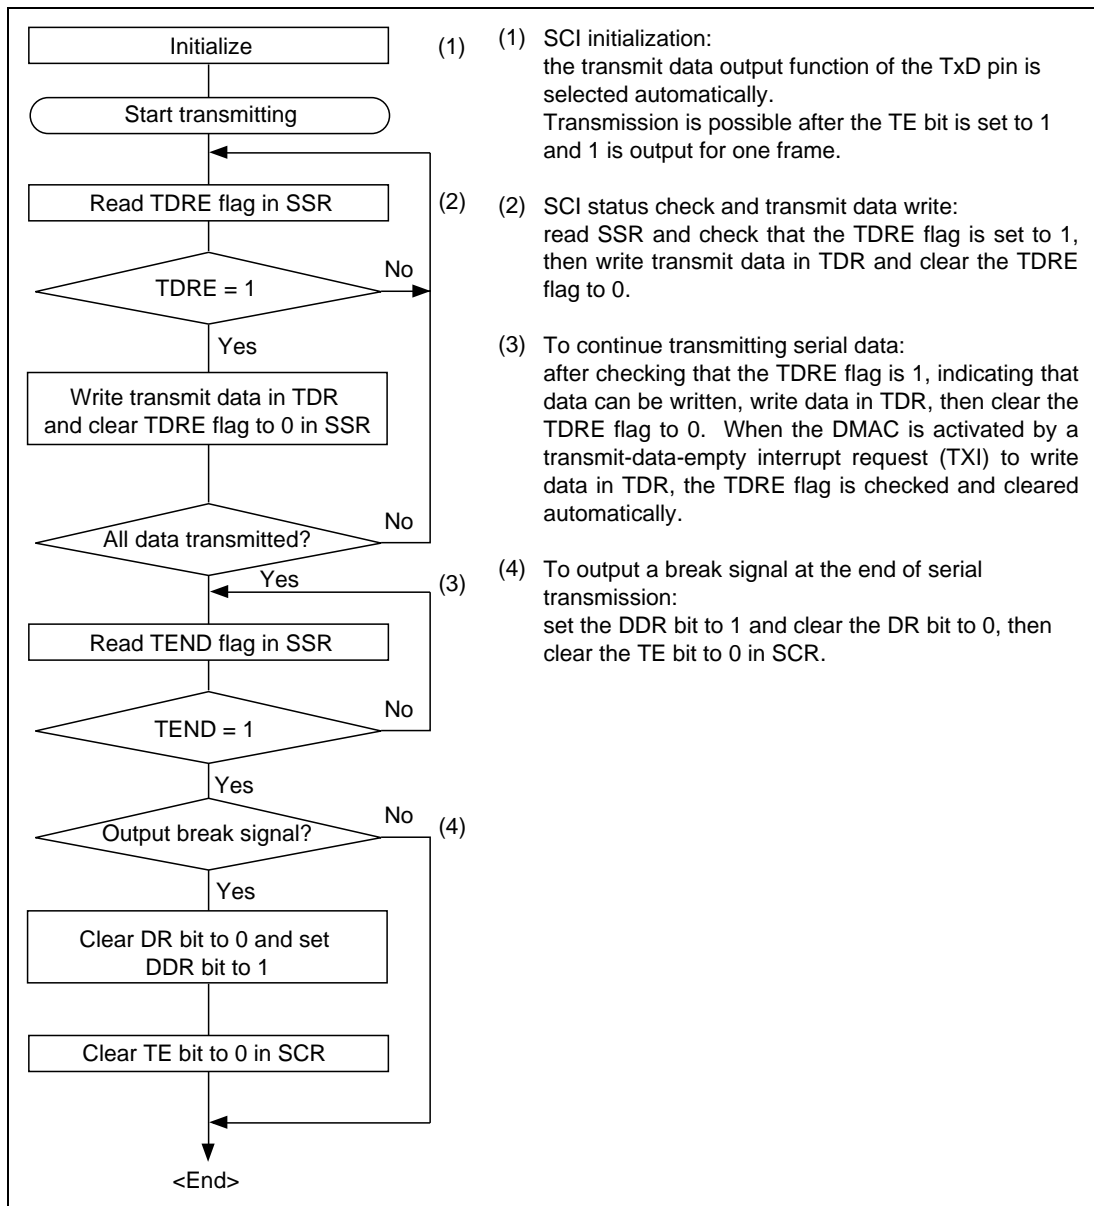 Initialize
(1)
Start transmitting
Read TDRE flag in SSR
(2)
TDRE = 1
No
Yes
Write transmit data in TDR
and clear TDRE flag to 0 in SSR
All data transmitted?
No
Yes
(3)
Read TEND flag in SSR
TEND = 1
No
Yes
Output break signal?
No
(4)
Yes
Clear DR bit to 0 and set
DDR bit to 1
Clear TE bit to 0 in SCR
<End>
(1) SCI initialization:
the transmit data output function of the TxD pin is
selected automatically.
Transmission is possible after the TE bit is set to 1
and 1 is output for one frame.
(2) SCI status check and transmit data write:
read SSR and check that the TDRE flag is set to 1,
then write transmit data in TDR and clear the TDRE
flag to 0.
(3) To continue transmitting serial data:
after checking that the TDRE flag is 1, indicating that
data can be written, write data in TDR, then clear the
TDRE flag to 0. When the DMAC is activated by a
transmit-data-empty interrupt request (TXI) to write
data in TDR, the TDRE flag is checked and cleared
automatically.
(4) To output a break signal at the end of serial
transmission:
set the DDR bit to 1 and clear the DR bit to 0, then
clear the TE bit to 0 in SCR.